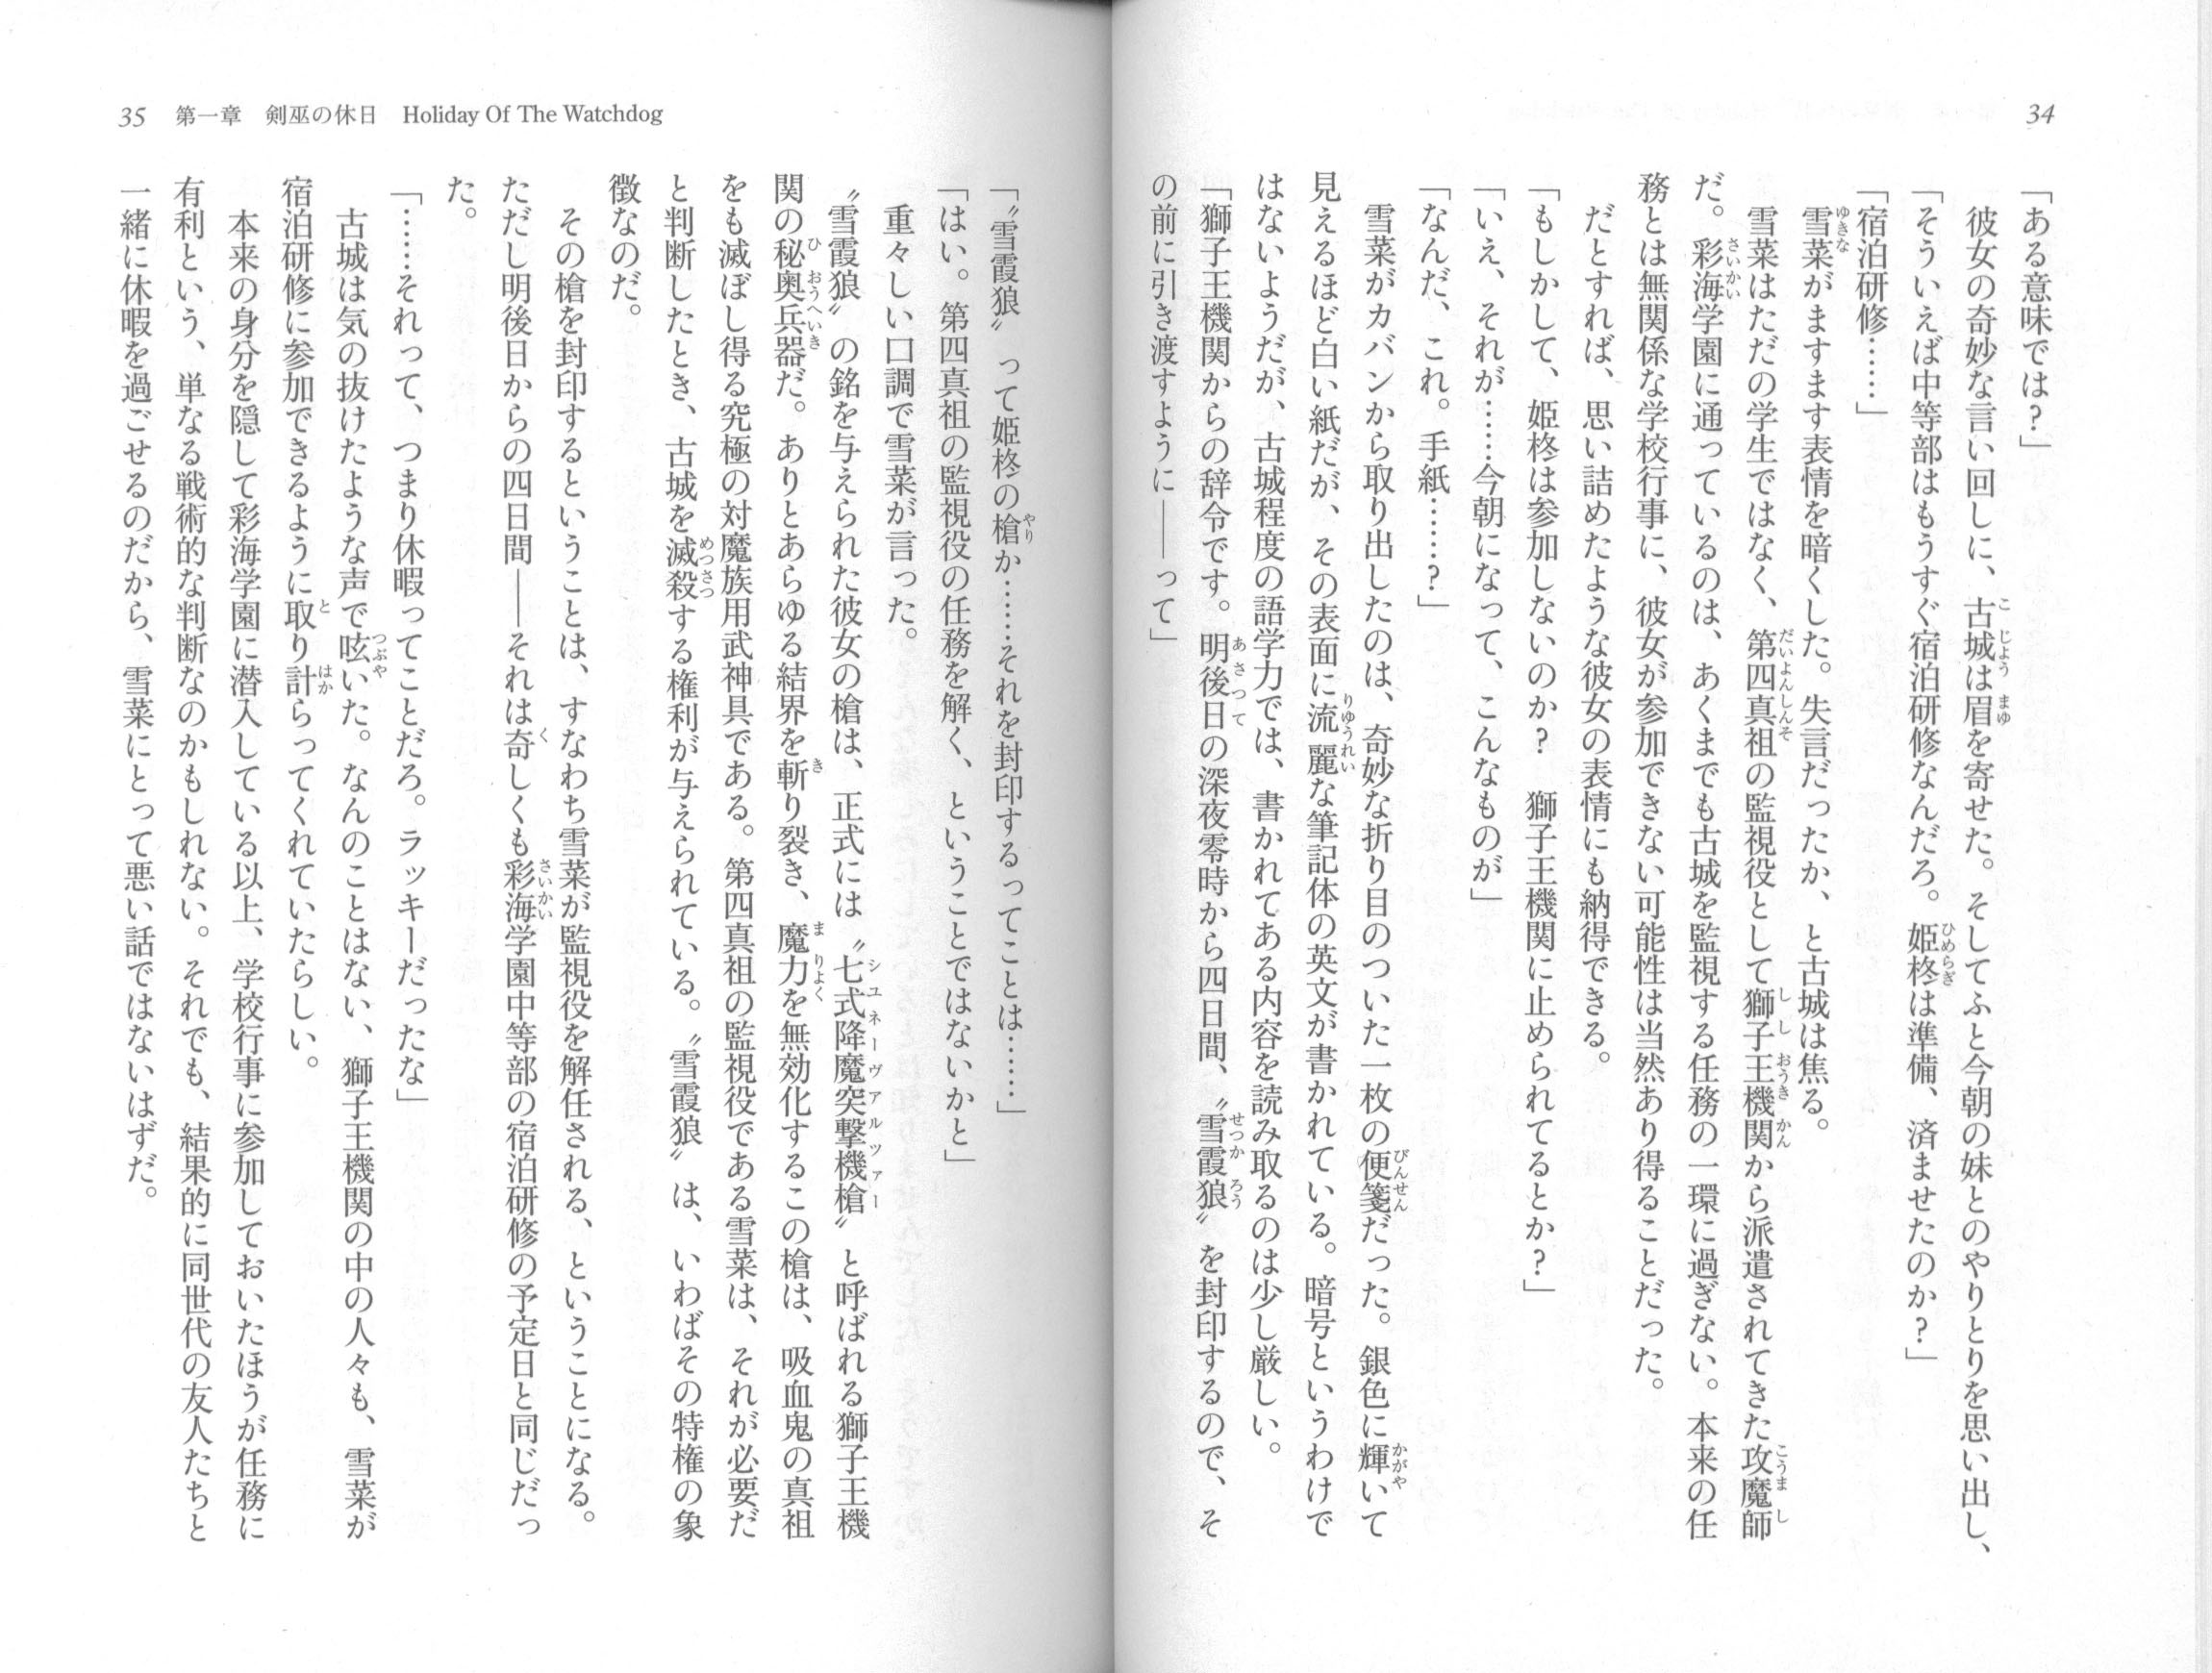 34
「ある意味では？」
　彼女の奇妙な言い回しに、古城は眉を寄せた。そしてふと今朝の妹とのやりとりを思い出し、
「そういえば中等部はもうすぐ宿泊研修なんだろ。姫柊は準備、済ませたのか？」
「宿泊研修……」
　雪菜がますます表情を暗くした。失言だったか、と古城は焦る。
　雪菜はただの学生ではなく、第四真祖の監視役として獅子王機関から派遣されてきた攻魔師
だ。彩海学園に通っているのは、あくまでも古城を監視する任務の一環に過ぎない。本来の任
務とは無関係な学校行事に、彼女が参加できない可能性は当然あり得ることだった。
　だとすれば、思い詰めたような彼女の表情にも納得できる。
「もしかして、姫柊は参加しないのか？　獅子王機関に止められてるとか？」
「いえ、それが……今朝になって、こんなものが」
「なんだ、これ。手紙……？」
　雪菜がカバンから取り出したのは、奇妙な折り目のついた一枚の便箋だった。銀色に輝いて
見えるほど白い紙だが、その表面に流麗な筆記体の英文が書かれている。暗号というわけで
はないようだが、古城程度の語学力では、書かれてある内容を読み取るのは少し厳しい。
「獅子王機関からの辞令です。明後日の深夜零時から四日間、〝雪霞狼〟を封印するので、そ
の前に引き渡すように――って」
35　第一章　剣巫の休日　Holiday Of The Watchdog
「〝雪霞狼〟って姫柊の槍か……それを封印するってことは……」
「はい。第四真祖の監視役の任務を解く、ということではないかと」
　重々しい口調で雪菜が言った。
〝雪霞狼〟の銘を与えられた彼女の槍は、正式には〝七式降魔突撃機槍〟と呼ばれる獅子王機
関の秘奥兵器だ。ありとあらゆる結界を斬り裂き、魔力を無効化するこの槍は、吸血鬼の真祖
をも滅ぼし得る究極の対魔族用武神具である。第四真祖の監視役である雪菜は、それが必要だ
と判断したとき、古城を滅殺する権利が与えられている。〝雪霞狼〟は、いわばその特権の象
徴なのだ。
　その槍を封印するということは、すなわち雪菜が監視役を解任される、ということになる。
ただし明後日からの四日間――それは奇しくも彩海学園中等部の宿泊研修の予定日と同じだっ
た。
「……それって、つまり休暇ってことだろ。ラッキーだったな」
　古城は気の抜けたような声で呟いた。なんのことはない、獅子王機関の中の人々も、雪菜が
宿泊研修に参加できるように取り計らってくれていたらしい。
　本来の身分を隠して彩海学園に潜入している以上、学校行事に参加しておいたほうが任務に
有利という、単なる戦術的な判断なのかもしれない。それでも、結果的に同世代の友人たちと
一緒に休暇を過ごせるのだから、雪菜にとって悪い話ではないはずだ。